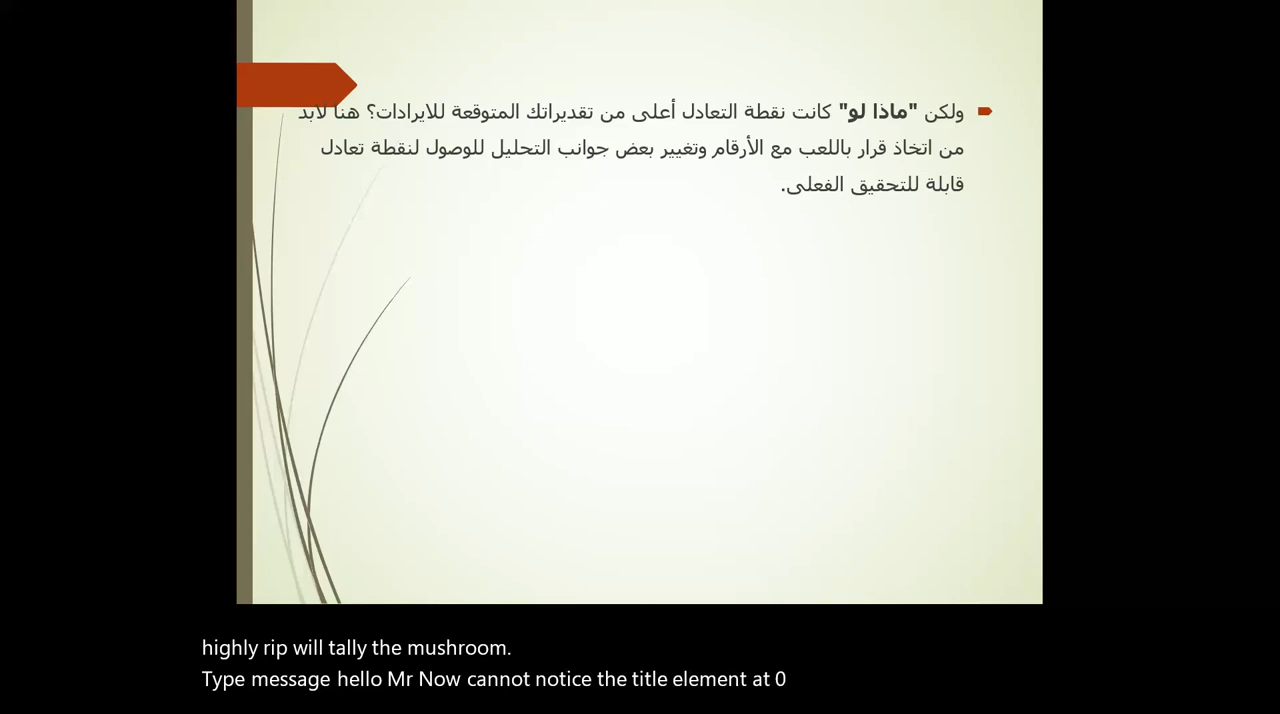 ولكن "ماذا لو" كانت نقطة التعادل أعلى من تقديراتك المتوقعة للايرادات؟ هنا لابد
من اتخاذ قرار باللعب مع الأرقام وتغيير بعض جوانب التحليل للوصول لنقطة تعادل
قابلة للتحقيق الفعلى.
highly rip will tally the mushroom.
Type message hello Mr Now cannot notice the title element at 0